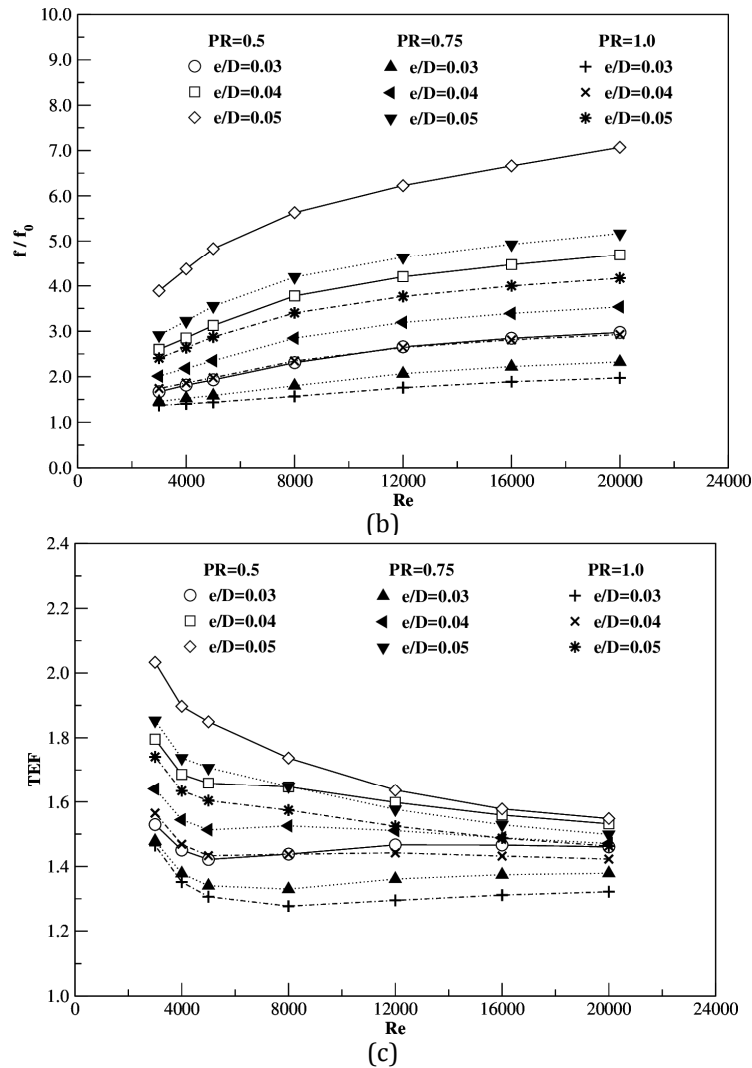 10.0
9.0
8.0
7.0
6.0
5.0
4.0
3.0
2.0
1.0
0.0
f / f0
PR=0.5 PR=0.75 PR=1.0
e/D=0.03 e/D=0.03 e/D=0.03
e/D=0.04 e/D=0.04 e/D=0.04
e/D=0.05 e/D=0.05 e/D=0.05
0 4000 8000 12000 16000 20000 24000
Re
(b)
2.4
2.2
2.0
1.8
1.6
1.4
1.2
1.0
TEF
PR=0.5 PR=0.75 PR=1.0
e/D=0.03 e/D=0.03 e/D=0.03
e/D=0.04 e/D=0.04 e/D=0.04
e/D=0.05 e/D=0.05 e/D=0.05
0 4000 8000 12000 16000 20000 24000
Re
(c)